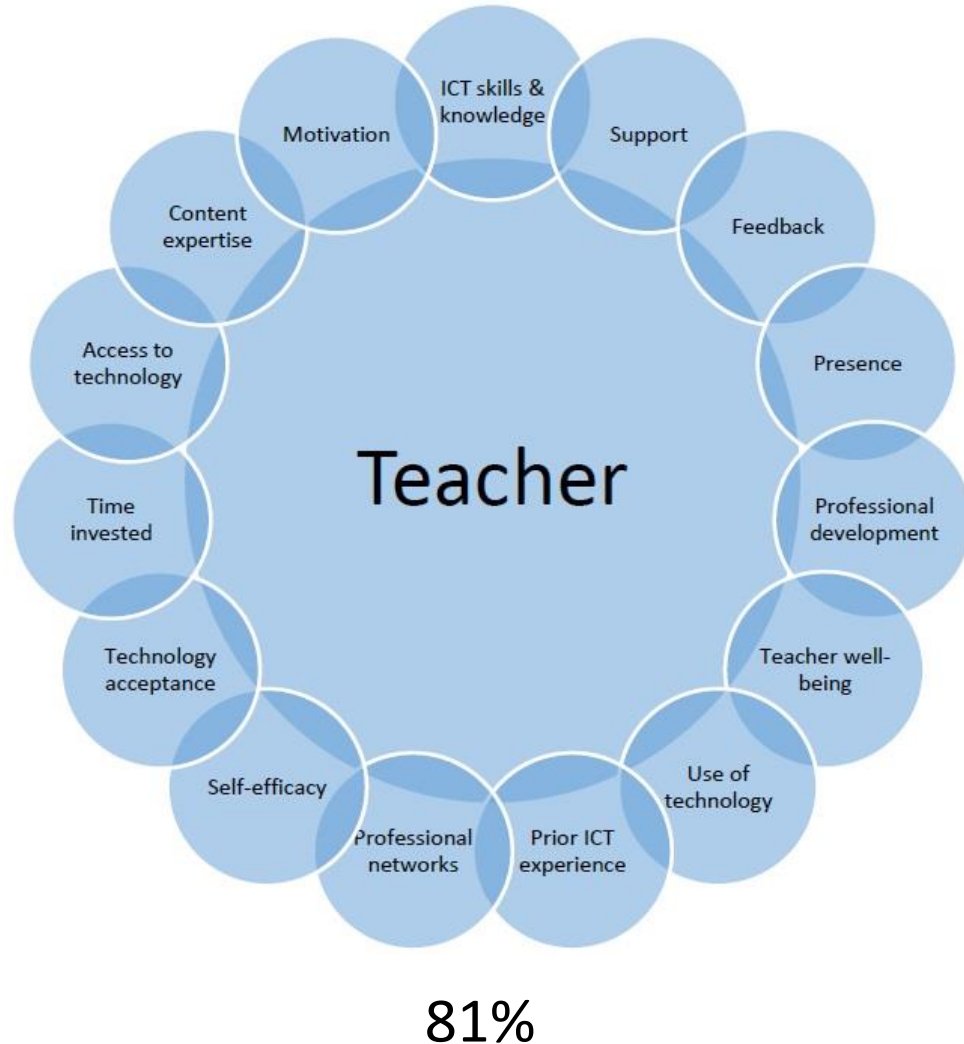 ICT skills &
knowledge
Support
Feedback
Presence
Professional
development
Teacher well-
being
Use of
technology
Prior ICT
experience
Professional
networks
Self-efficacy
Technology
acceptance
Time
invested
Access to
technology
Content
expertise
Motivation
Teacher
81%